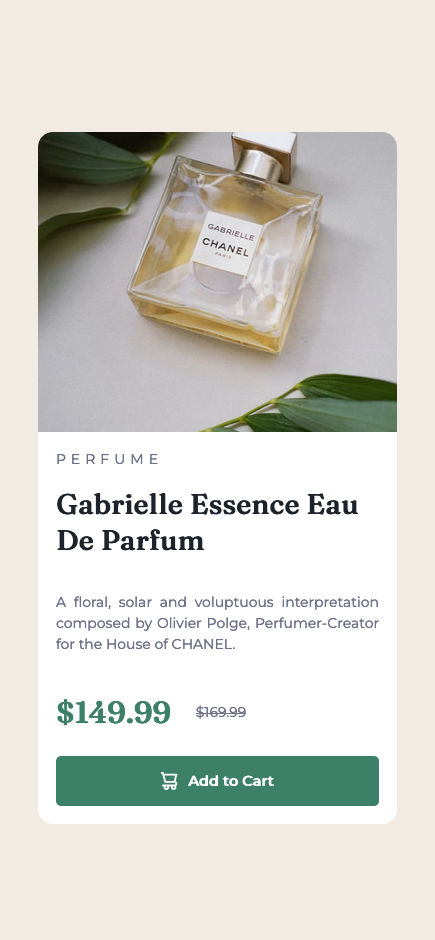 GABRIELLE
CHANEL
PARIS
PERFUME
Gabrielle Essence Eau
De Parfum
A floral, solar and voluptuous interpretation
composed by Olivier Polge, Perfumer-Creator
for the House of CHANEL.
$149.99 $169.99
Add to Cart